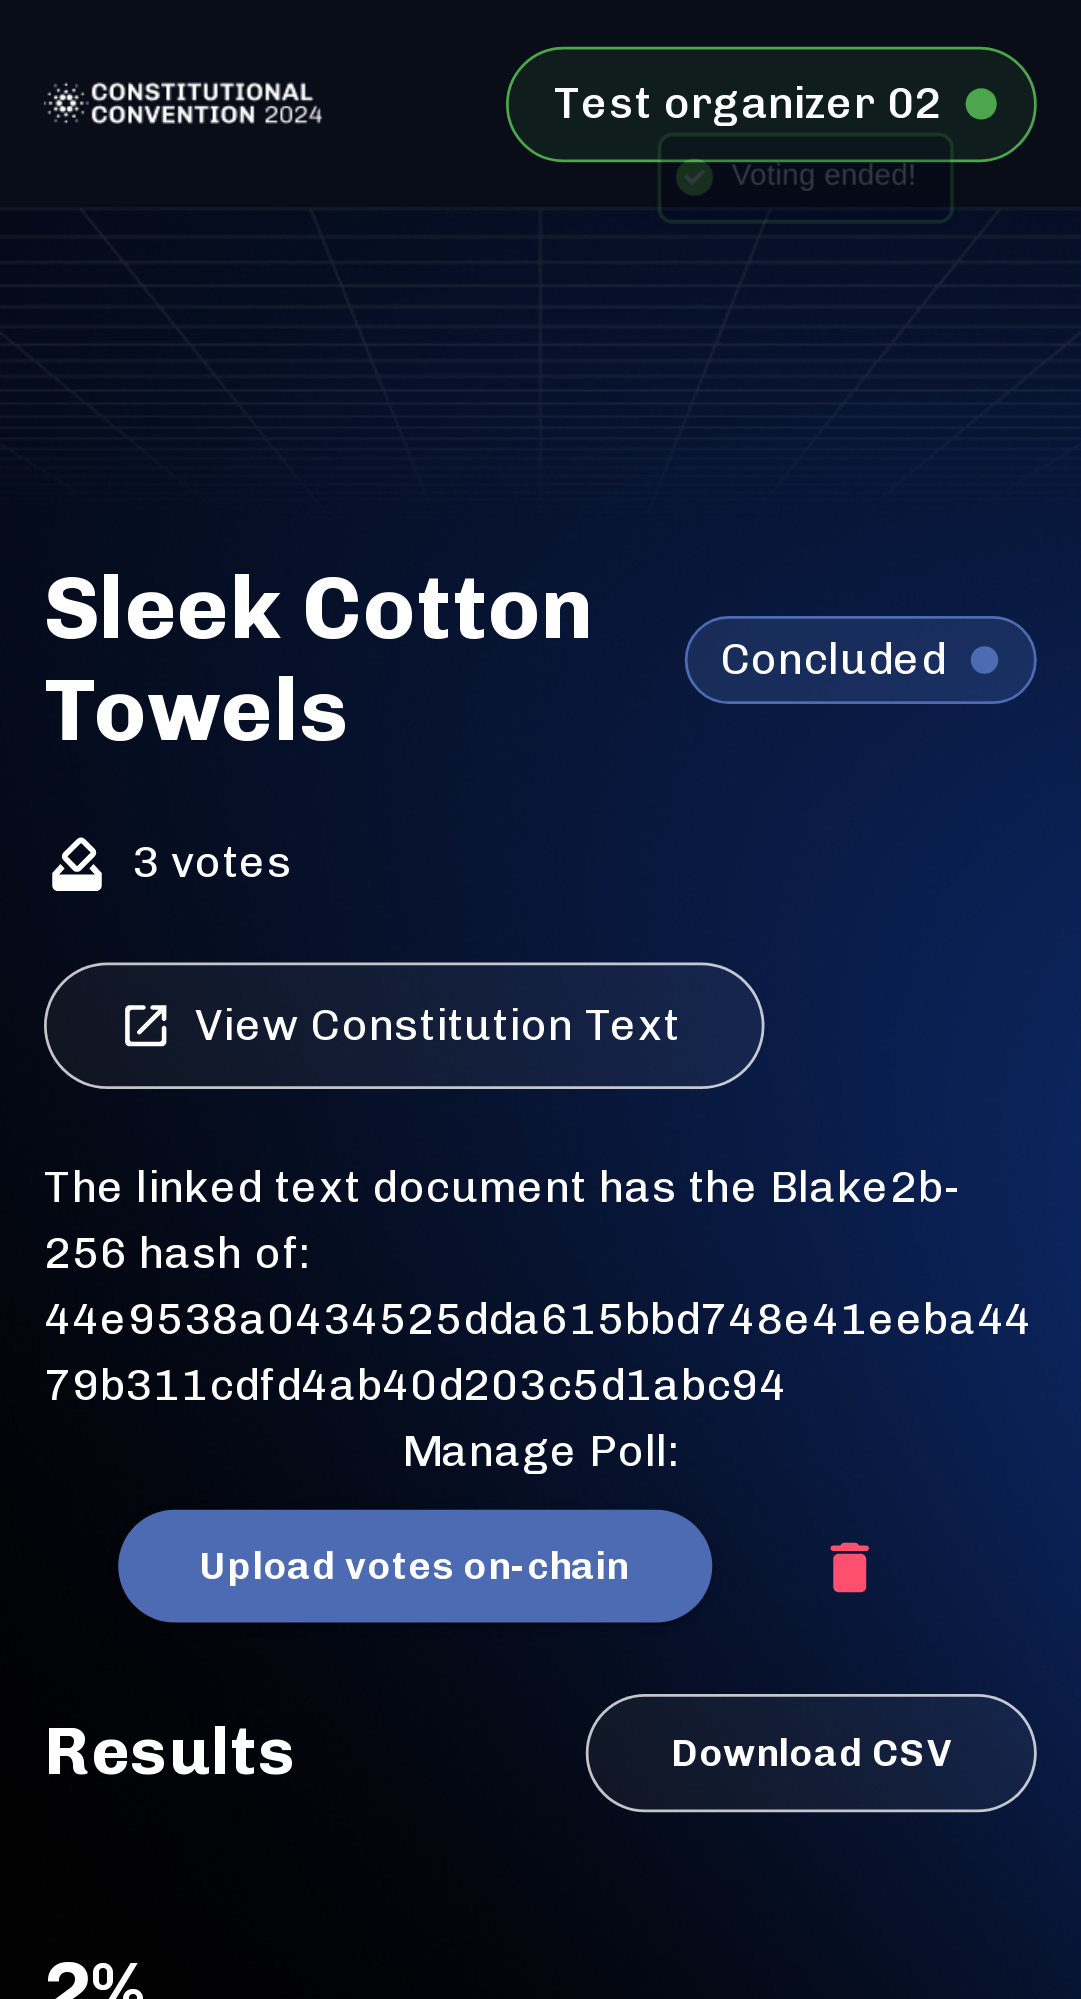 CONSTITUTIONAL
CONVENTION 2024
Test organizer 02
Voting ended!
Sleek Cotton
Towels
Concluded
3 votes
View Constitution Text
The linked text document has the Blake2b-
256 hash of:
44e9538a0434525dda615bbd748e41eeba44
79b311cdfd4ab40d203c5d1abc94
Manage Poll:
Upload votes on-chain
Results
Download CSV
2%